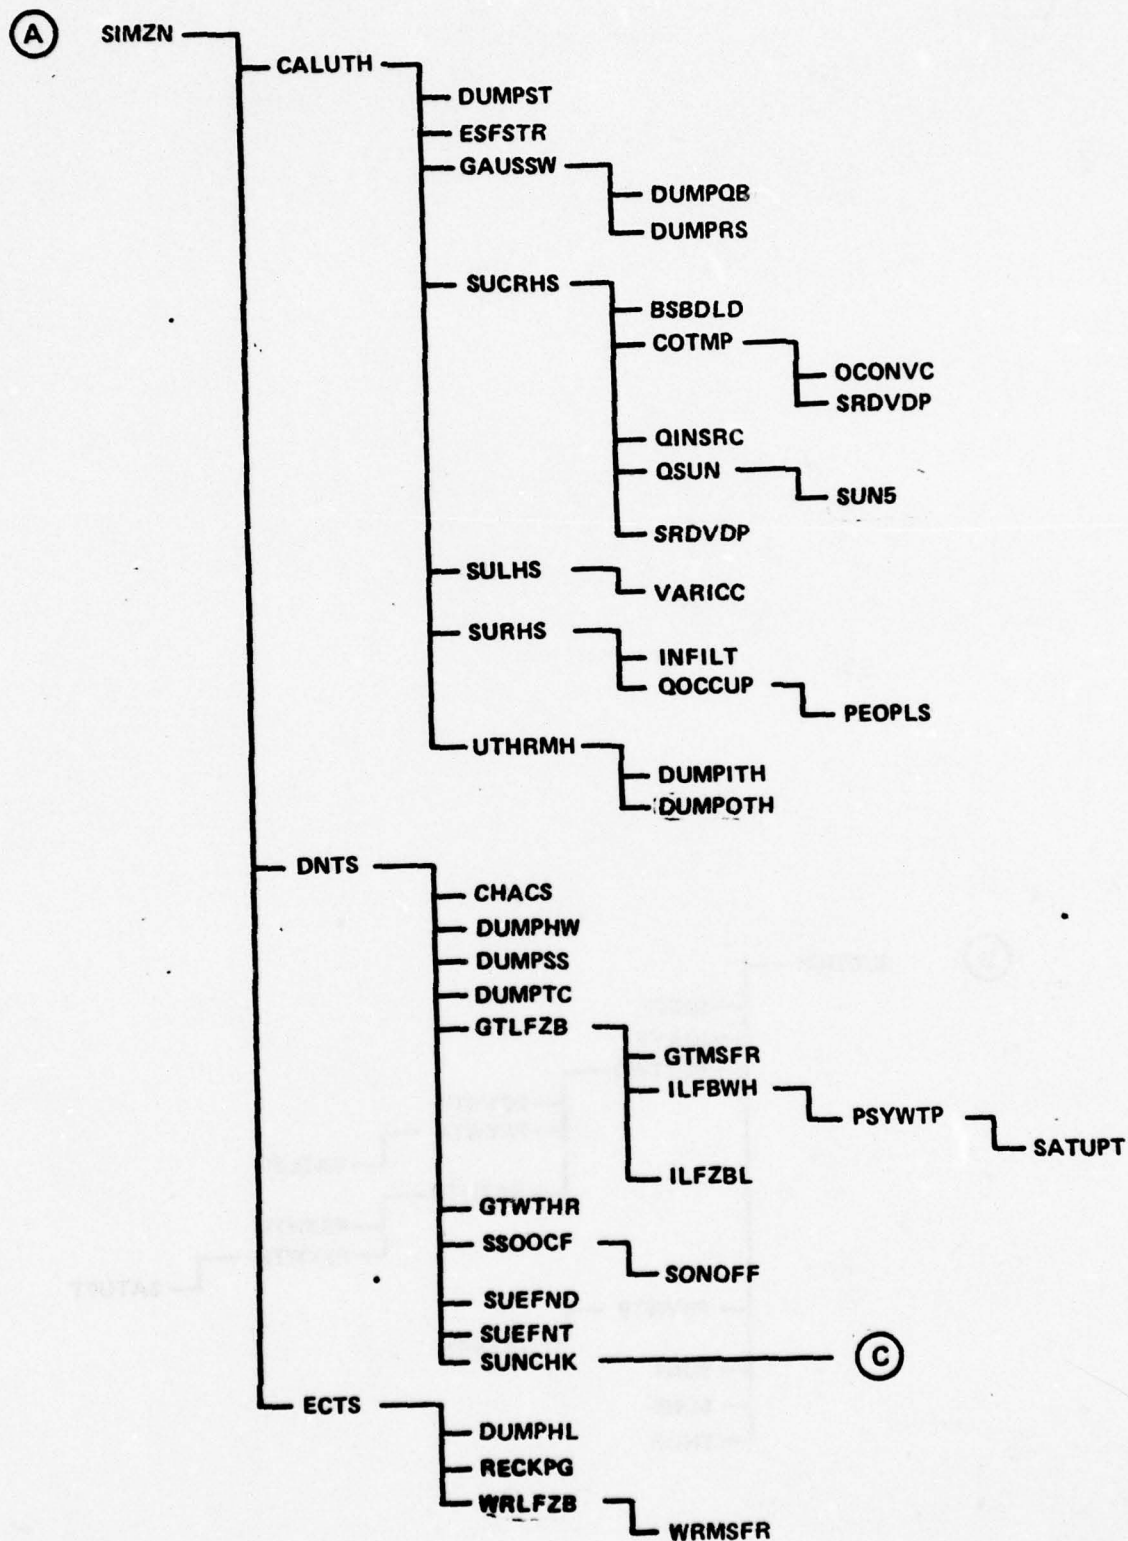 A SIMZN
CALUTH
DUMPST
ESFSTR
GAUSSW
DUMPQB
DUMPRS
SUCRHS
BSBDLD
COTMP
OCONVC
SRDVDP
QINSRC
QSUN
SUN5
SRDVDP
SULHS
VARICC
SURHS
INFILT
QOCCUP
PEOPLS
UTHRMH
DUMPITH
DUMPOTH
DNTS
CHACS
DUMPHW
DUMPSS
DUMPTC
GTLFZB
GTMSFR
ILFBWH
PSYWTP
SATUPT
ILFZBL
GTWTHR
SSOOCF
SONOFF
SUEFND
SUEFNT
SUNCHK C
ECTS
DUMPHL
RECKPG
WRLFZB
WRMSFR